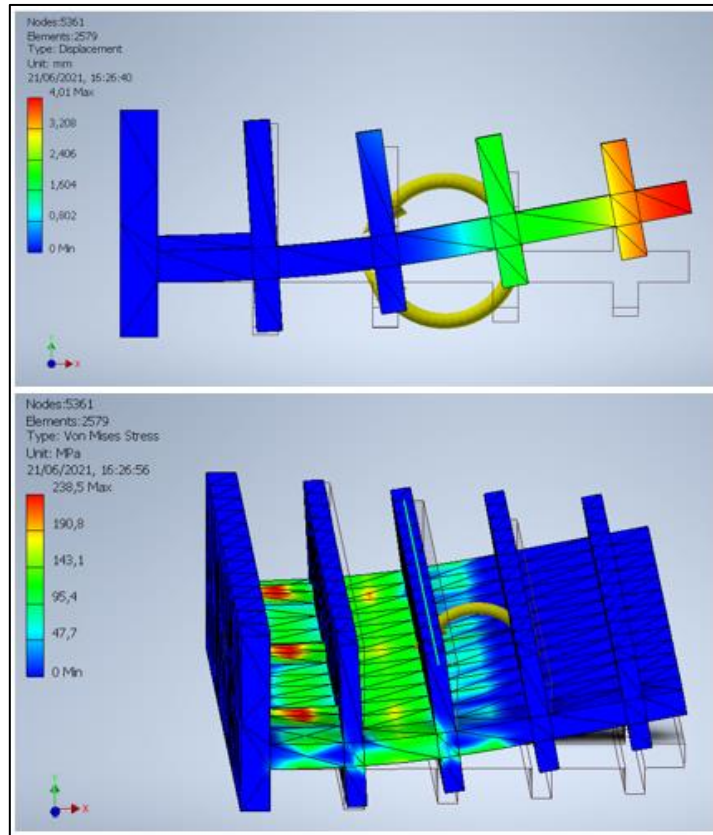 Nodes:5361
Elements:2579
Type: Displacement
Unit: mm
21/06/2021, 16:26:40
4,01 Max
3,208
2,406
1,604
0,802
0 Min
Y
X
Nodes:5361
Elements:2579
Type: Von Mises Stress
Unit: MPa
21/06/2021, 16:26:56
238,5 Max
190,8
143,1
95,4
47,7
0 Min
Y
X